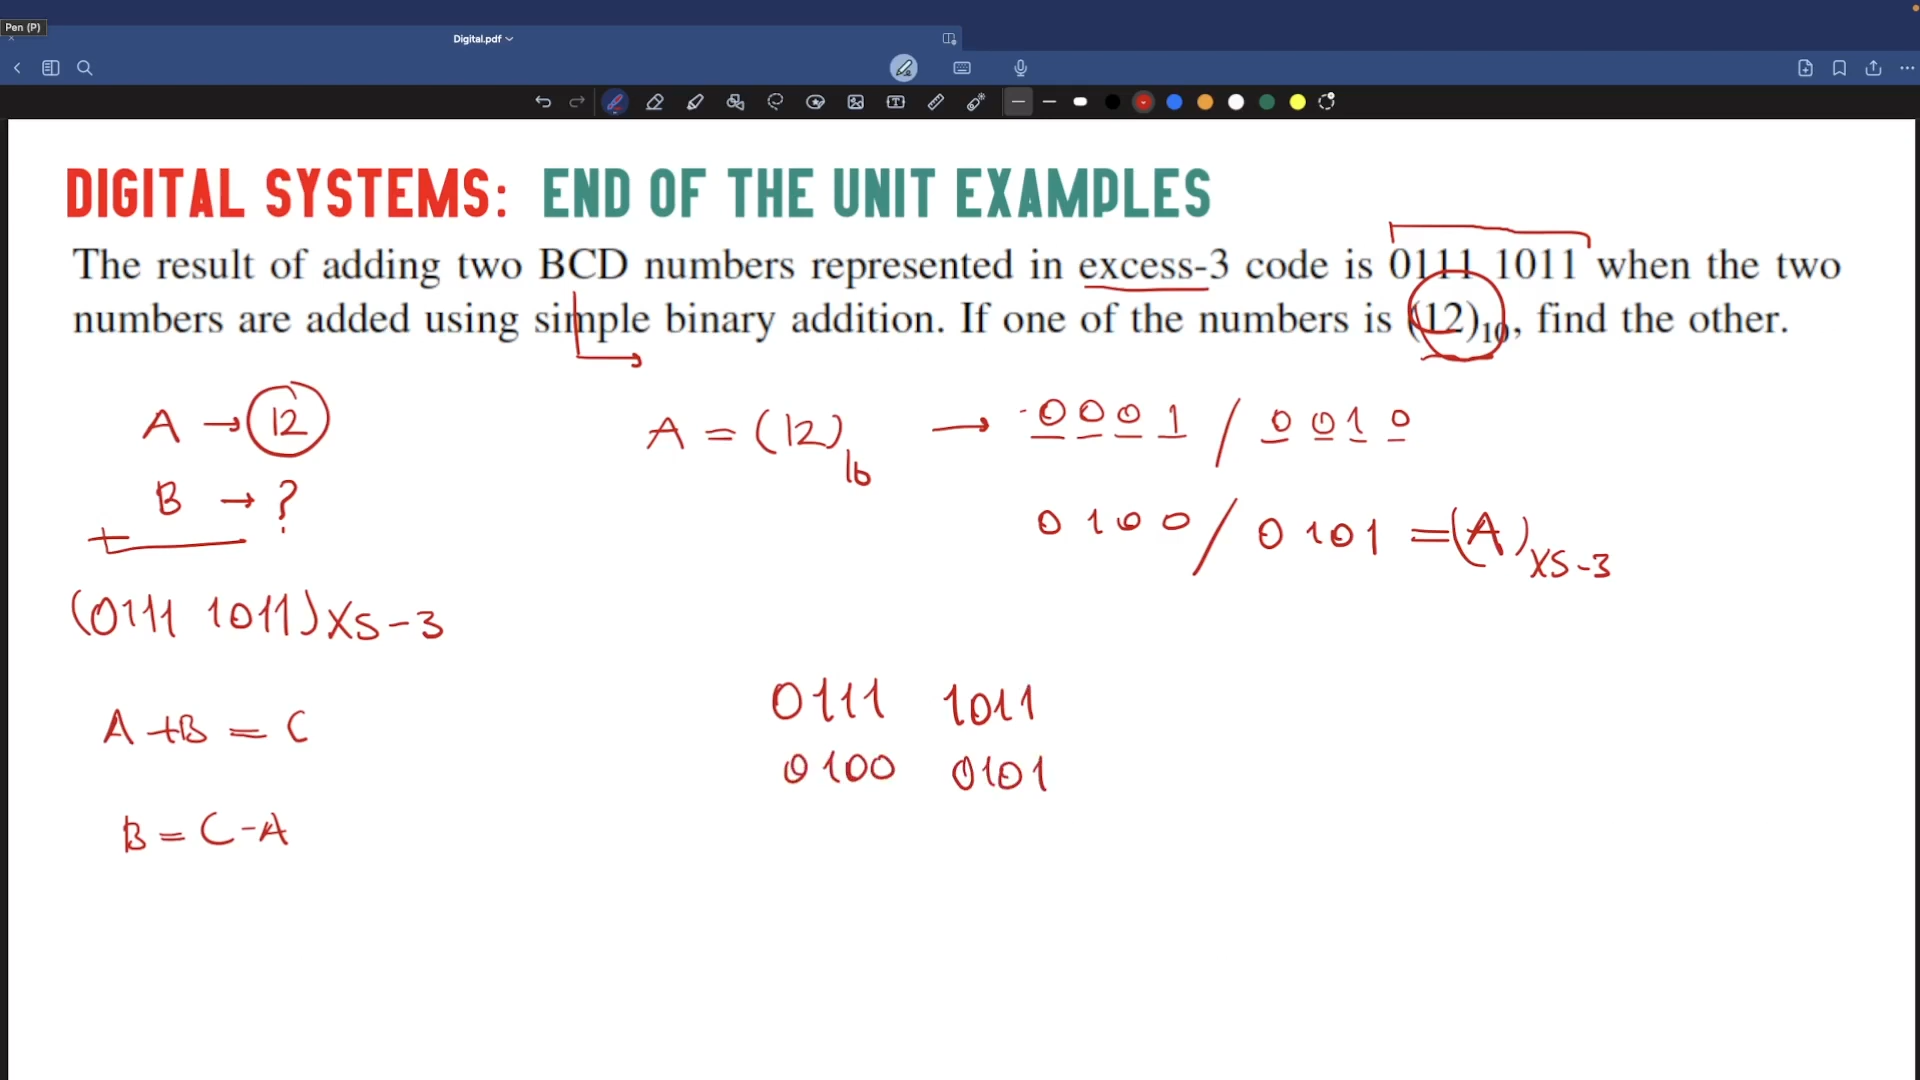 Pen (P)
Digital.pdf
DIGITAL SYSTEMS: END OF THE UNIT EXAMPLES
The result of adding two BCD numbers represented in excess-3 code is 0111 1011 when the two
numbers are added using simple binary addition. If one of the numbers is (12)₁₀, find the other.
A → 12
B → ?
+
(0111 1011)XS-3
A + B = C
B = C - A
A = (12)₁₀ → 0001 / 0010
0100 / 0101 = (A)XS-3
0111 1011
0100 0101